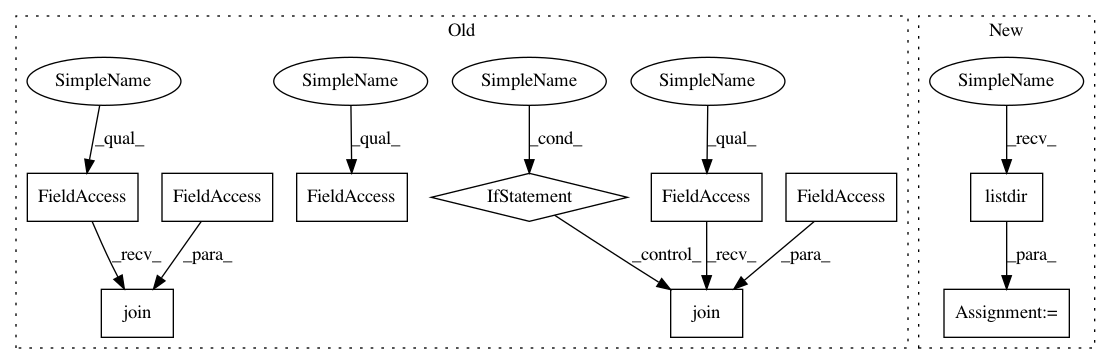 Old
New
SimpleName
SimpleName
SimpleName
SimpleName
SimpleName
_qual_
_qual_
_cond_
_qual_
_recv_
FieldAccess
FieldAccess
FieldAccess
IfStatement
FieldAccess
FieldAccess
listdir
_recv_
_para_
_control_
_recv_
_para_
_para_
join
join
Assignment:=